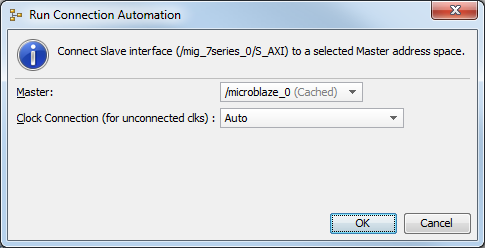 Run Connection Automation
Connect Slave interface (/mig_7series_0/S_AXI) to a selected Master address space.
Master: /microblaze_0 (Cached)
Clock Connection (for unconnected clks) : Auto
OK Cancel